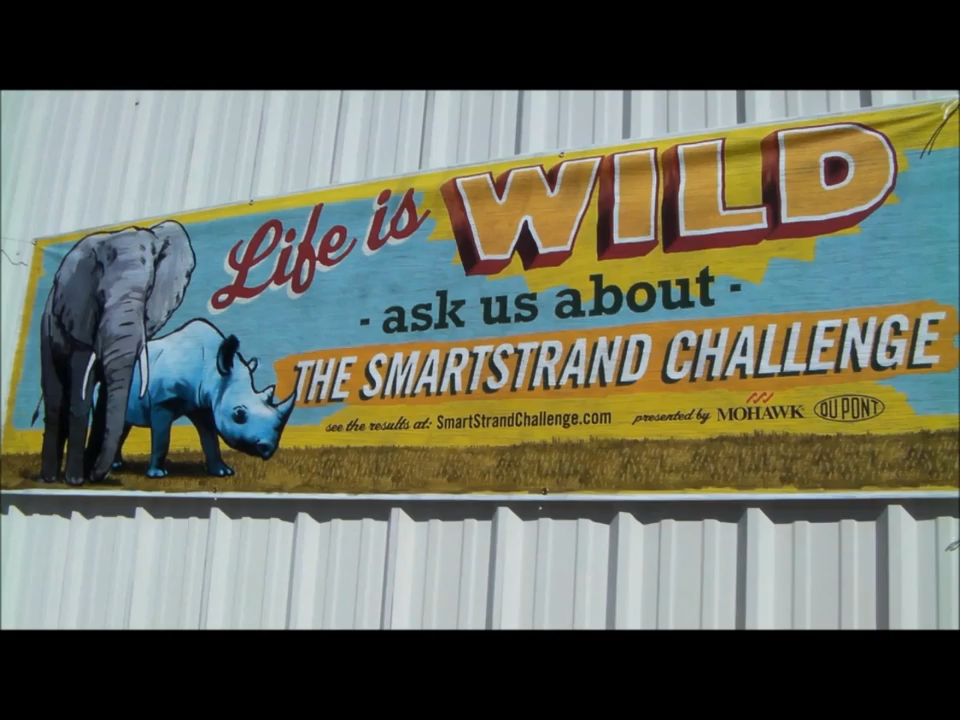 Life is WILD
- ask us about -
THE SMARTSTRAND CHALLENGE
see the results at: SmartStrandChallenge.com presented by MOHAWK DU PONT